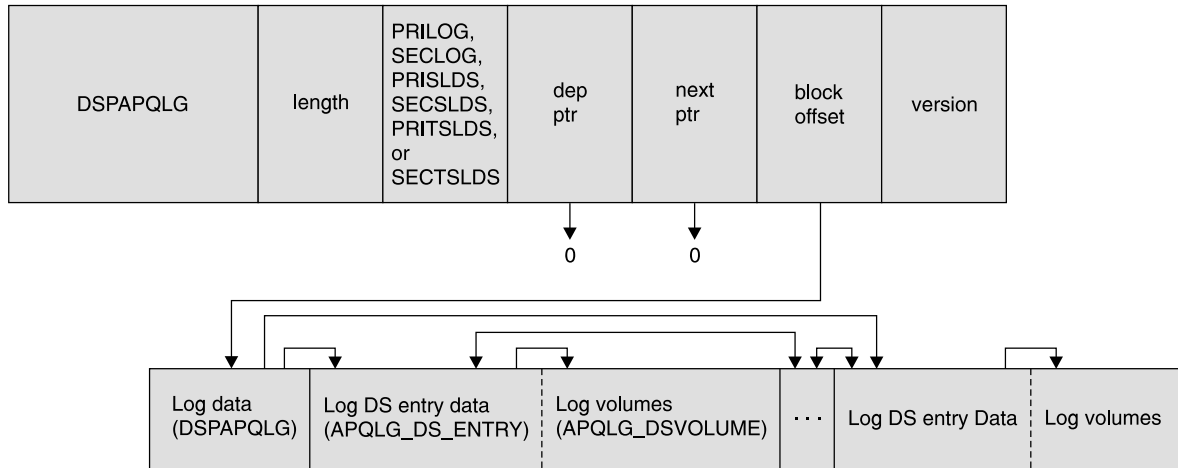 DSPAPQLG
length
PRILOG,
SECLOG,
PRISLDS,
SECSLDS,
PRITSLDS,
or
SECTSLDS
dep
ptr
next
ptr
block
offset
version
0
0
Log data
(DSPAPQLG)
Log DS entry data
(APQLG_DS_ENTRY)
Log volumes
(APQLG_DSVOLUME)
...
Log DS entry Data
Log volumes